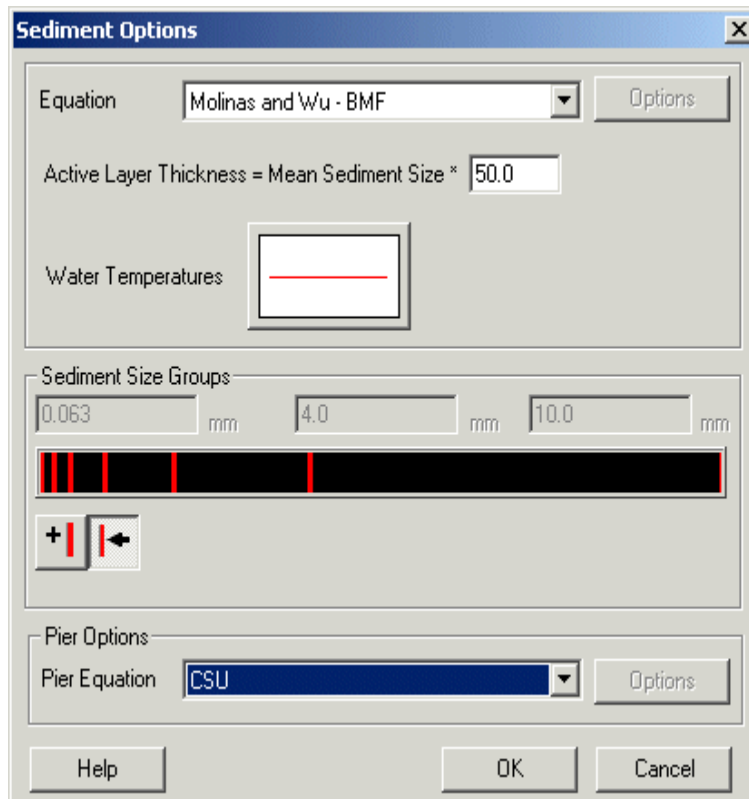 Sediment Options
Equation Molinas and Wu - BMF Options
Active Layer Thickness = Mean Sediment Size * 50.0
Water Temperatures
Sediment Size Groups
0.063 mm 4.0 mm 10.0 mm
+
Pier Options
Pier Equation CSU Options
Help OK Cancel